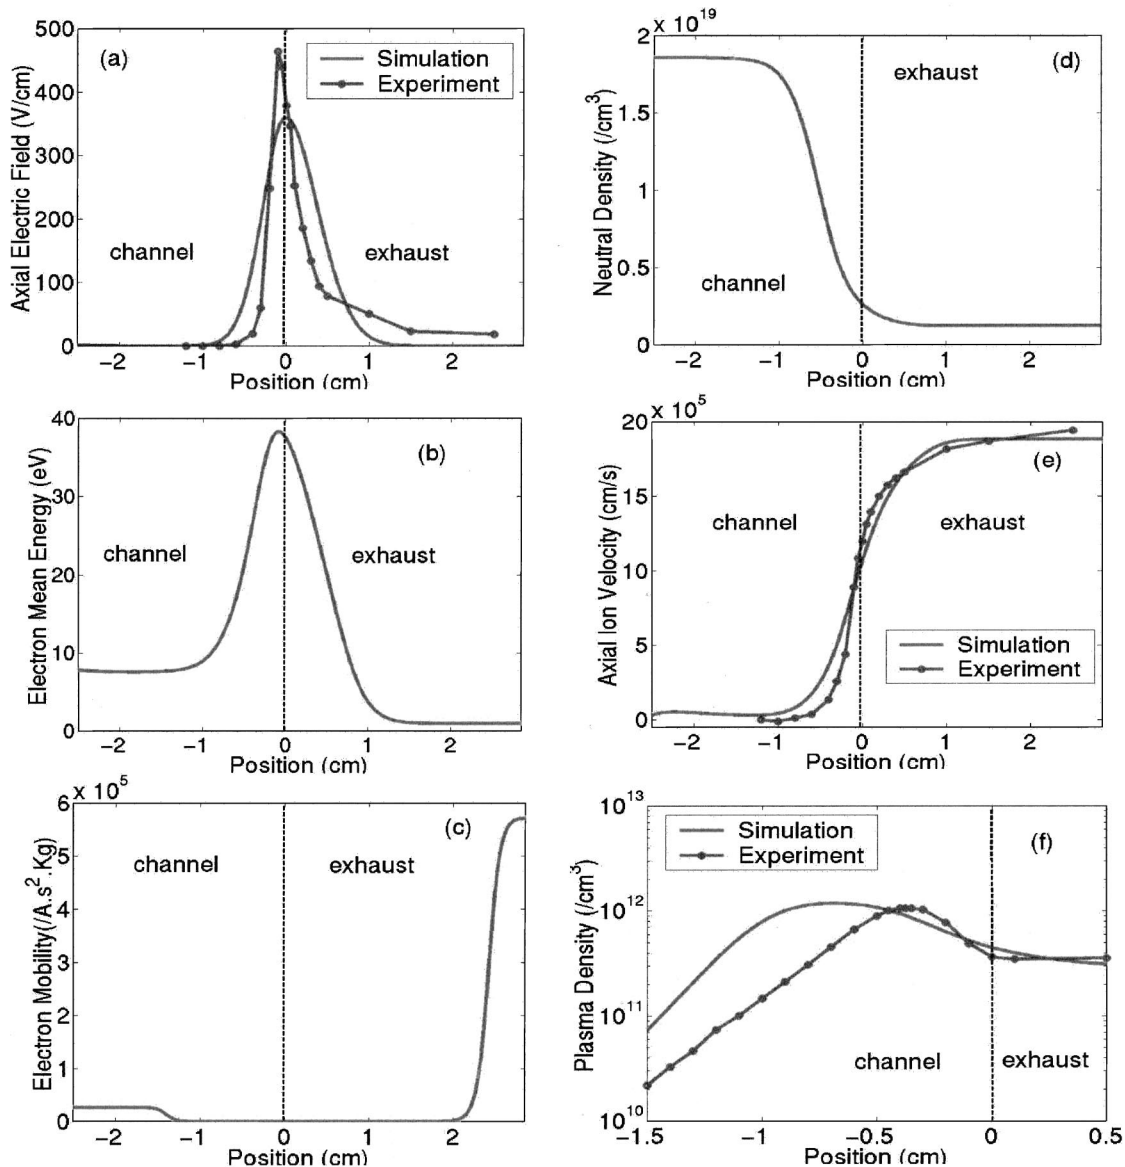 (a)
Simulation
Experiment
channel
exhaust
Axial Electric Field (V/cm)
500
400
300
200
100
0
−2 −1 0 1 2
Position (cm)
× 10^19
(d)
exhaust
channel
Neutral Density (/cm³)
2
1.5
1
0.5
0
−2 −1 0 1 2
Position (cm)
(b)
channel
exhaust
Electron Mean Energy (eV)
40
30
20
10
0
−2 −1 0 1 2
Position (cm)
× 10⁵
(e)
channel
exhaust
Simulation
Experiment
Axial Ion Velocity (cm/s)
20
15
10
5
0
−2 −1 0 1 2
Position (cm)
× 10⁵
(c)
channel
exhaust
Electron Mobility(/A.s².Kg)
6
5
4
3
2
1
0
−2 −1 0 1 2
Position (cm)
Simulation
Experiment
(f)
channel
exhaust
Plasma Density (/cm³)
10^13
10^12
10^11
10^10
−1.5 −1 −0.5 0 0.5
Position (cm)